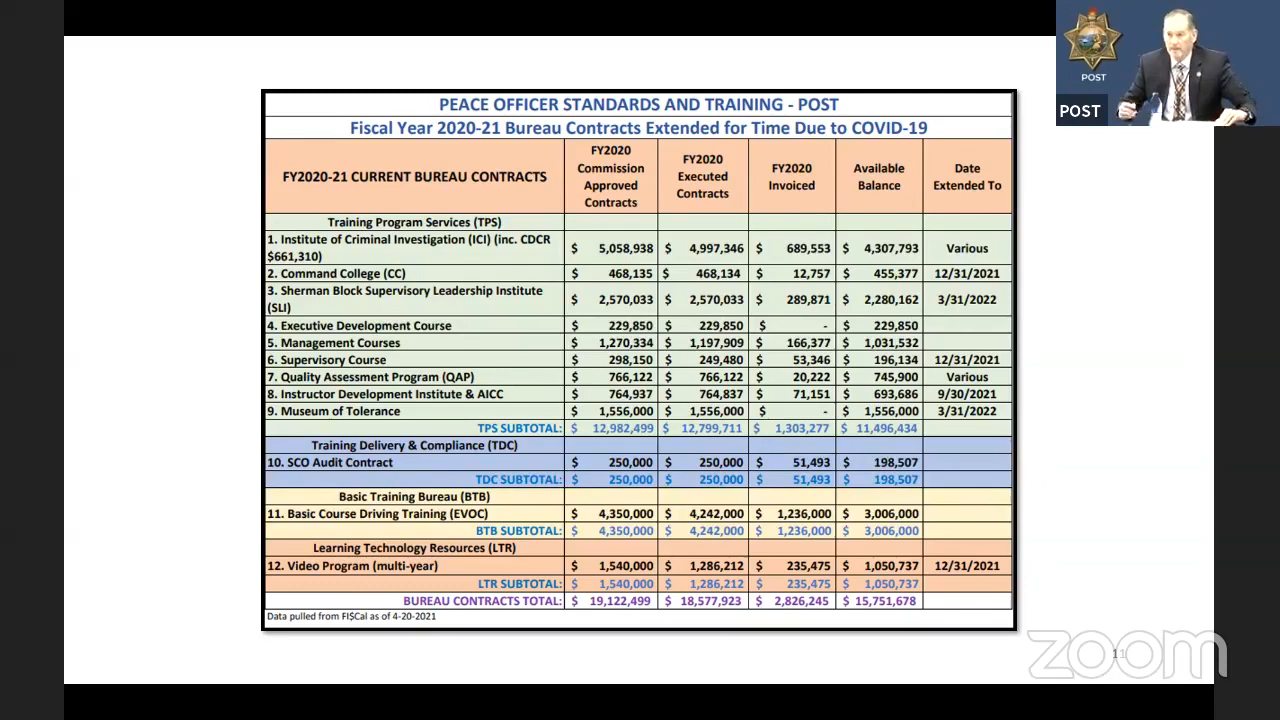 POST
POST
PEACE OFFICER STANDARDS AND TRAINING - POST
Fiscal Year 2020-21 Bureau Contracts Extended for Time Due to COVID-19
FY2020-21 CURRENT BUREAU CONTRACTS FY2020 Commission Approved Contracts FY2020 Executed Contracts FY2020 Invoiced Available Balance Date Extended To
Training Program Services (TPS)
1. Institute of Criminal Investigation (ICI) (inc. CDCR $661,310) $ 5,058,938 $ 4,997,346 $ 689,553 $ 4,307,793 Various
2. Command College (CC) $ 468,135 $ 468,134 $ 12,757 $ 455,377 12/31/2021
3. Sherman Block Supervisory Leadership Institute (SLI) $ 2,570,033 $ 2,570,033 $ 289,871 $ 2,280,162 3/31/2022
4. Executive Development Course $ 229,850 $ 229,850 $ - $ 229,850
5. Management Courses $ 1,270,334 $ 1,197,909 $ 166,377 $ 1,031,532
6. Supervisory Course $ 298,150 $ 249,480 $ 53,346 $ 196,134 12/31/2021
7. Quality Assessment Program (QAP) $ 766,122 $ 766,122 $ 20,222 $ 745,900 Various
8. Instructor Development Institute & AICC $ 764,937 $ 764,837 $ 71,151 $ 693,686 9/30/2021
9. Museum of Tolerance $ 1,556,000 $ 1,556,000 $ - $ 1,556,000 3/31/2022
TPS SUBTOTAL: $ 12,982,499 $ 12,799,711 $ 1,303,277 $ 11,496,434
Training Delivery & Compliance (TDC)
10. SCO Audit Contract $ 250,000 $ 250,000 $ 51,493 $ 198,507
TDC SUBTOTAL: $ 250,000 $ 250,000 $ 51,493 $ 198,507
Basic Training Bureau (BTB)
11. Basic Course Driving Training (EVOC) $ 4,350,000 $ 4,242,000 $ 1,236,000 $ 3,006,000
BTB SUBTOTAL: $ 4,350,000 $ 4,242,000 $ 1,236,000 $ 3,006,000
Learning Technology Resources (LTR)
12. Video Program (multi-year) $ 1,540,000 $ 1,286,212 $ 235,475 $ 1,050,737 12/31/2021
LTR SUBTOTAL: $ 1,540,000 $ 1,286,212 $ 235,475 $ 1,050,737
BUREAU CONTRACTS TOTAL: $ 19,122,499 $ 18,577,923 $ 2,826,245 $ 15,751,678
Data pulled from FI$Cal as of 4-20-2021
11
zoom